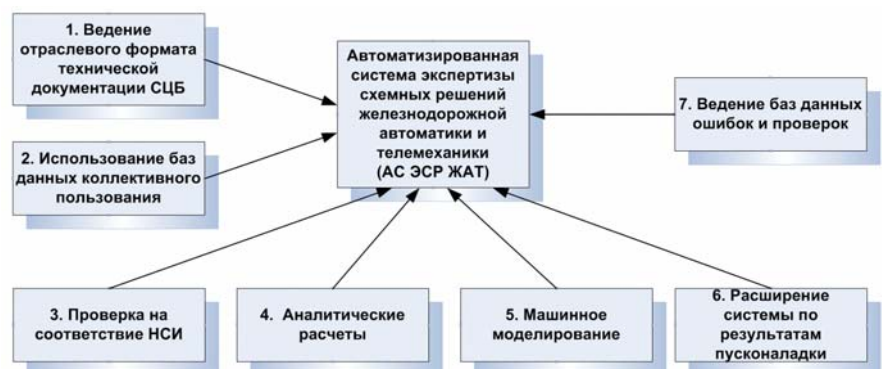 1. Ведение
отраслевого формата
технической
документации СЦБ
Автоматизированная
система экспертизы
схемных решений
железнодорожной
автоматики и
телемеханики
(АС ЭСР ЖАТ)
7. Ведение баз данных
ошибок и проверок
2. Использование баз
данных коллективного
пользования
3. Проверка на
соответствие НСИ
4. Аналитические
расчеты
5. Машинное
моделирование
6. Расширение
системы по
результатам
пусконаладки